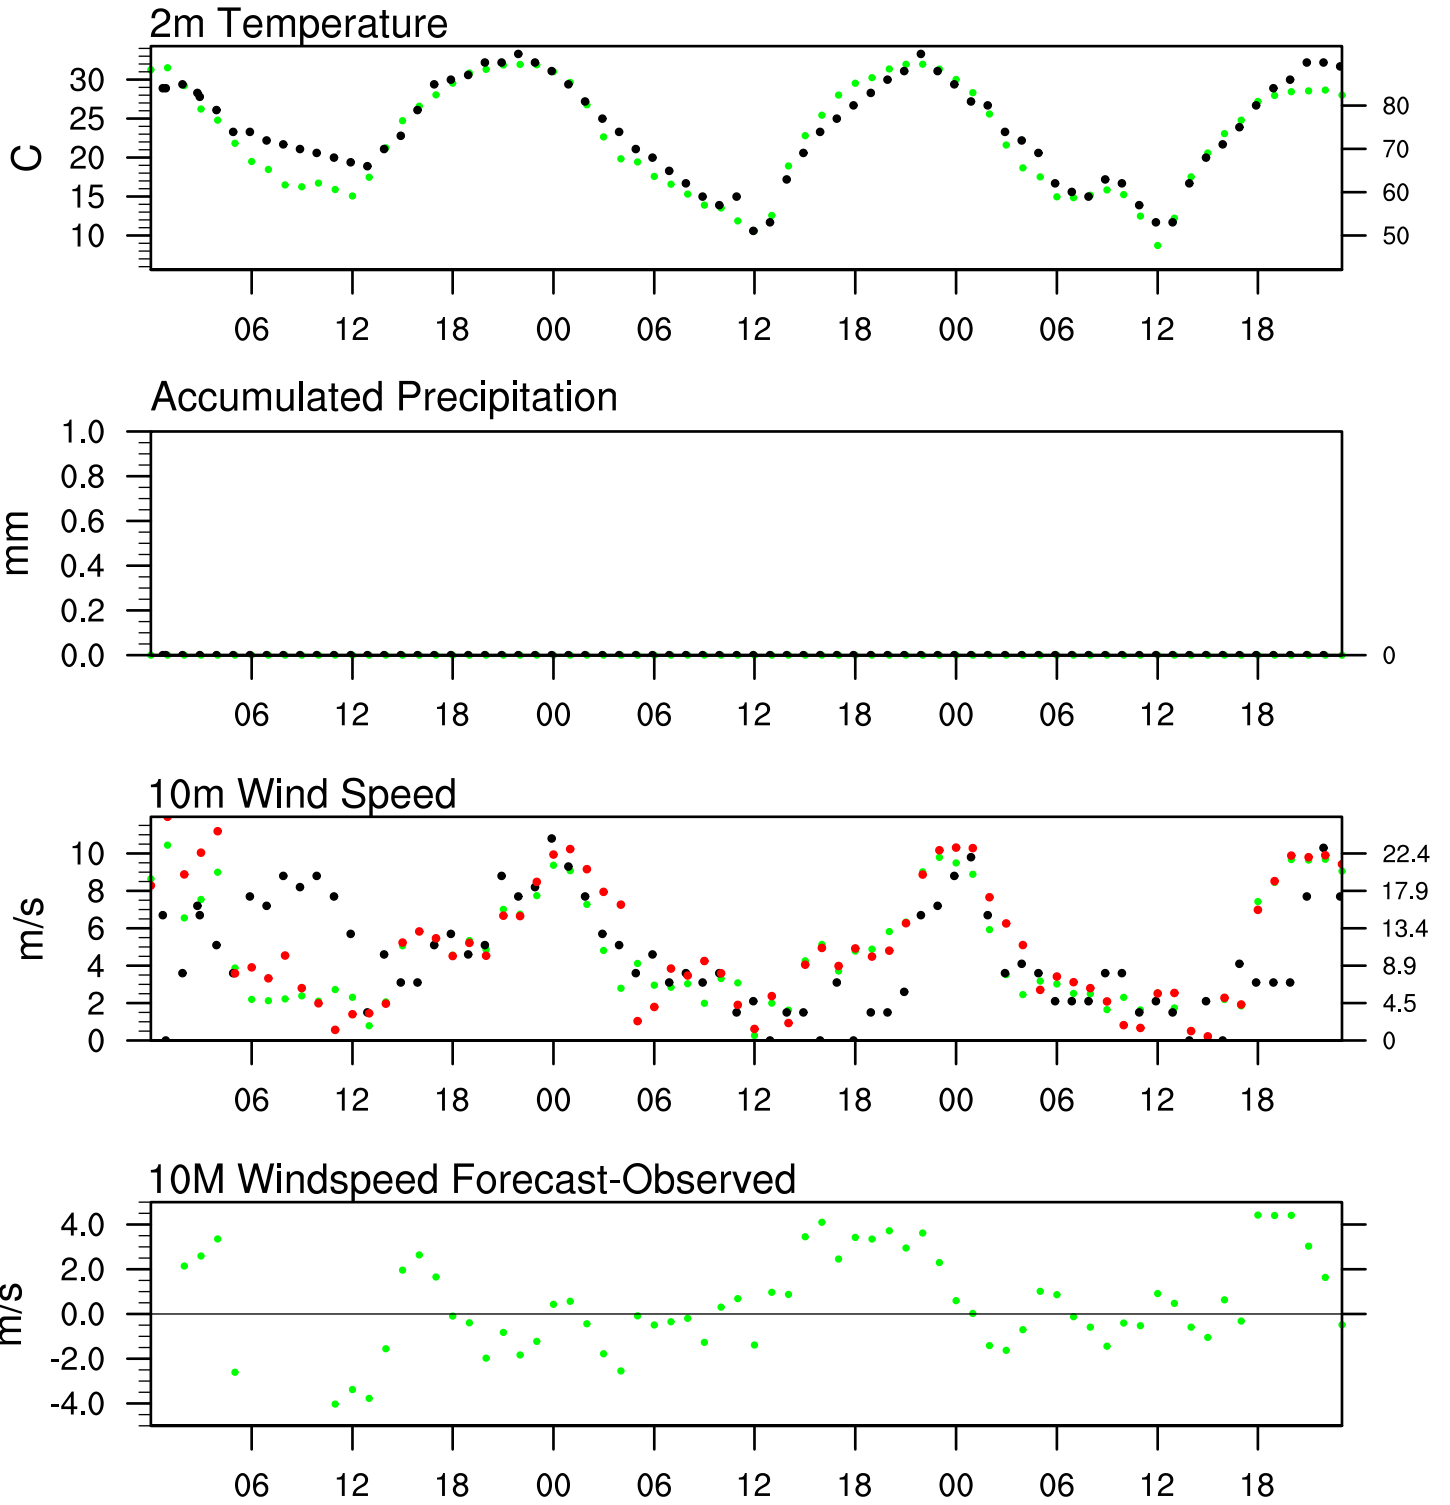 2m Temperature
30
25
20
15
10
C
80
70
60
50
06 12 18 00 06 12 18 00 06 12 18
Accumulated Precipitation
1.0
0.8
0.6
0.4
0.2
0.0
mm
0
06 12 18 00 06 12 18 00 06 12 18
10m Wind Speed
10
8
6
4
2
0
m/s
22.4
17.9
13.4
8.9
4.5
0
06 12 18 00 06 12 18 00 06 12 18
10M Windspeed Forecast-Observed
4.0
2.0
0.0
-2.0
-4.0
m/s
06 12 18 00 06 12 18 00 06 12 18